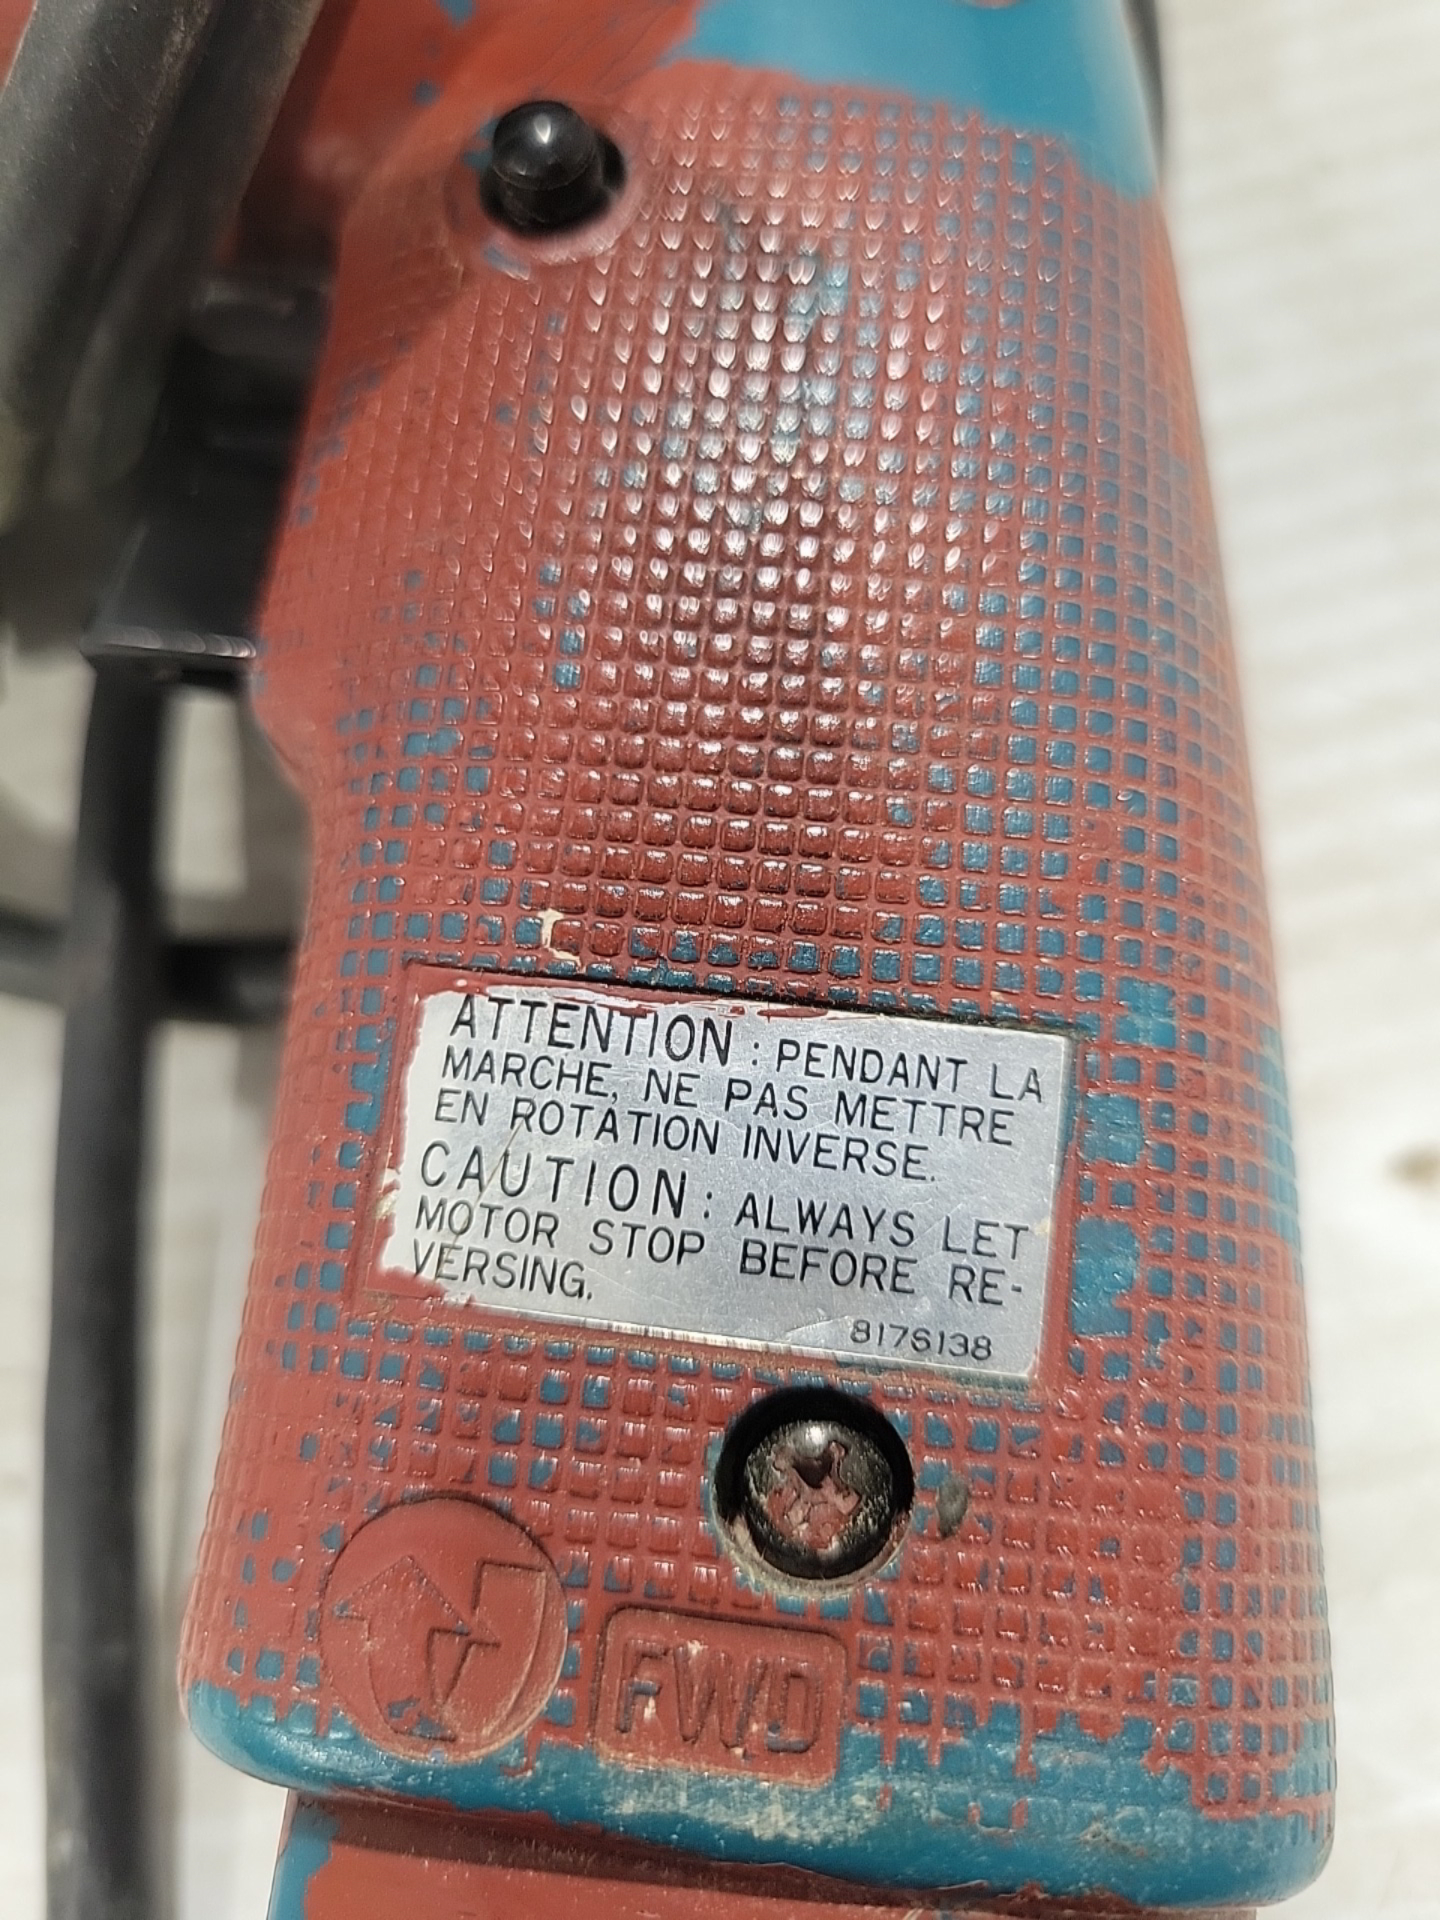 ATTENTION : PENDANT LA
MARCHE, NE PAS METTRE
EN ROTATION INVERSE.
CAUTION : ALWAYS LET
MOTOR STOP BEFORE RE-
VERSING.
8176138
FWD